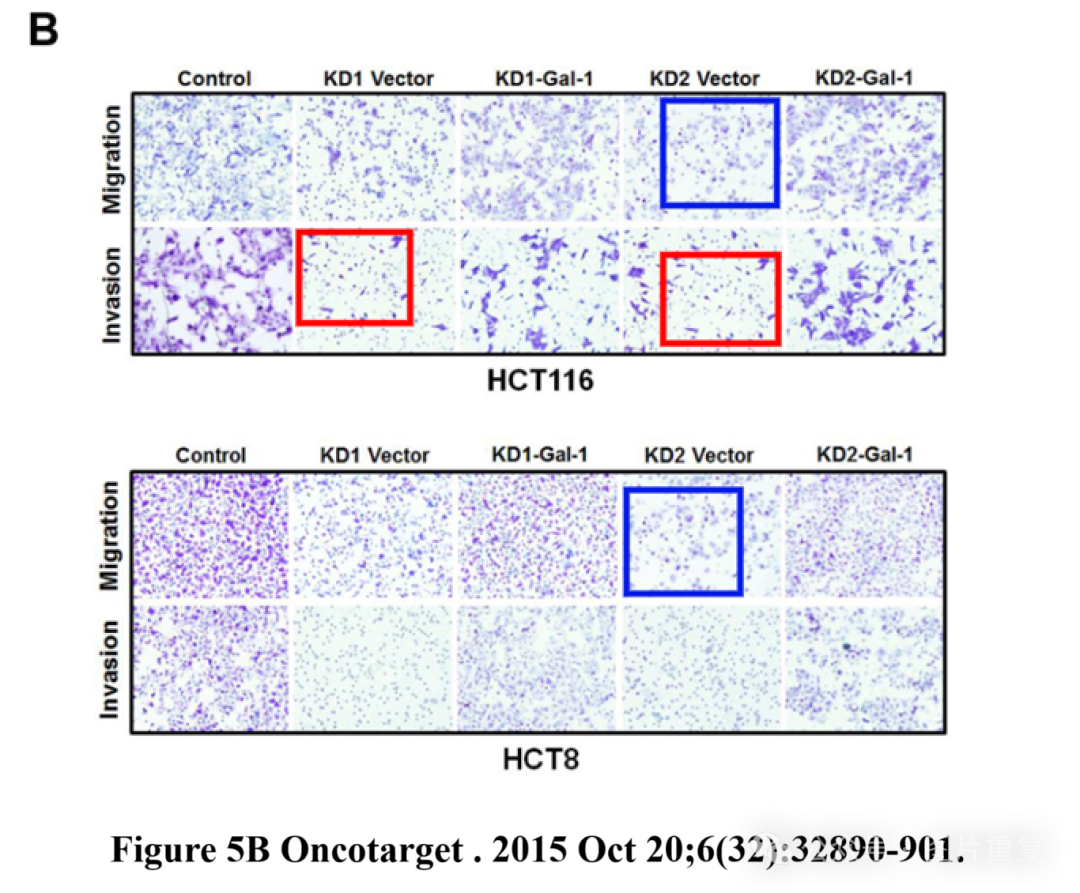 B
Control KD1 Vector KD1-Gal-1 KD2 Vector KD2-Gal-1
Migration
Invasion
HCT116
Control KD1 Vector KD1-Gal-1 KD2 Vector KD2-Gal-1
Migration
Invasion
HCT8
Figure 5B Oncotarget . 2015 Oct 20;6(32):32890-901.